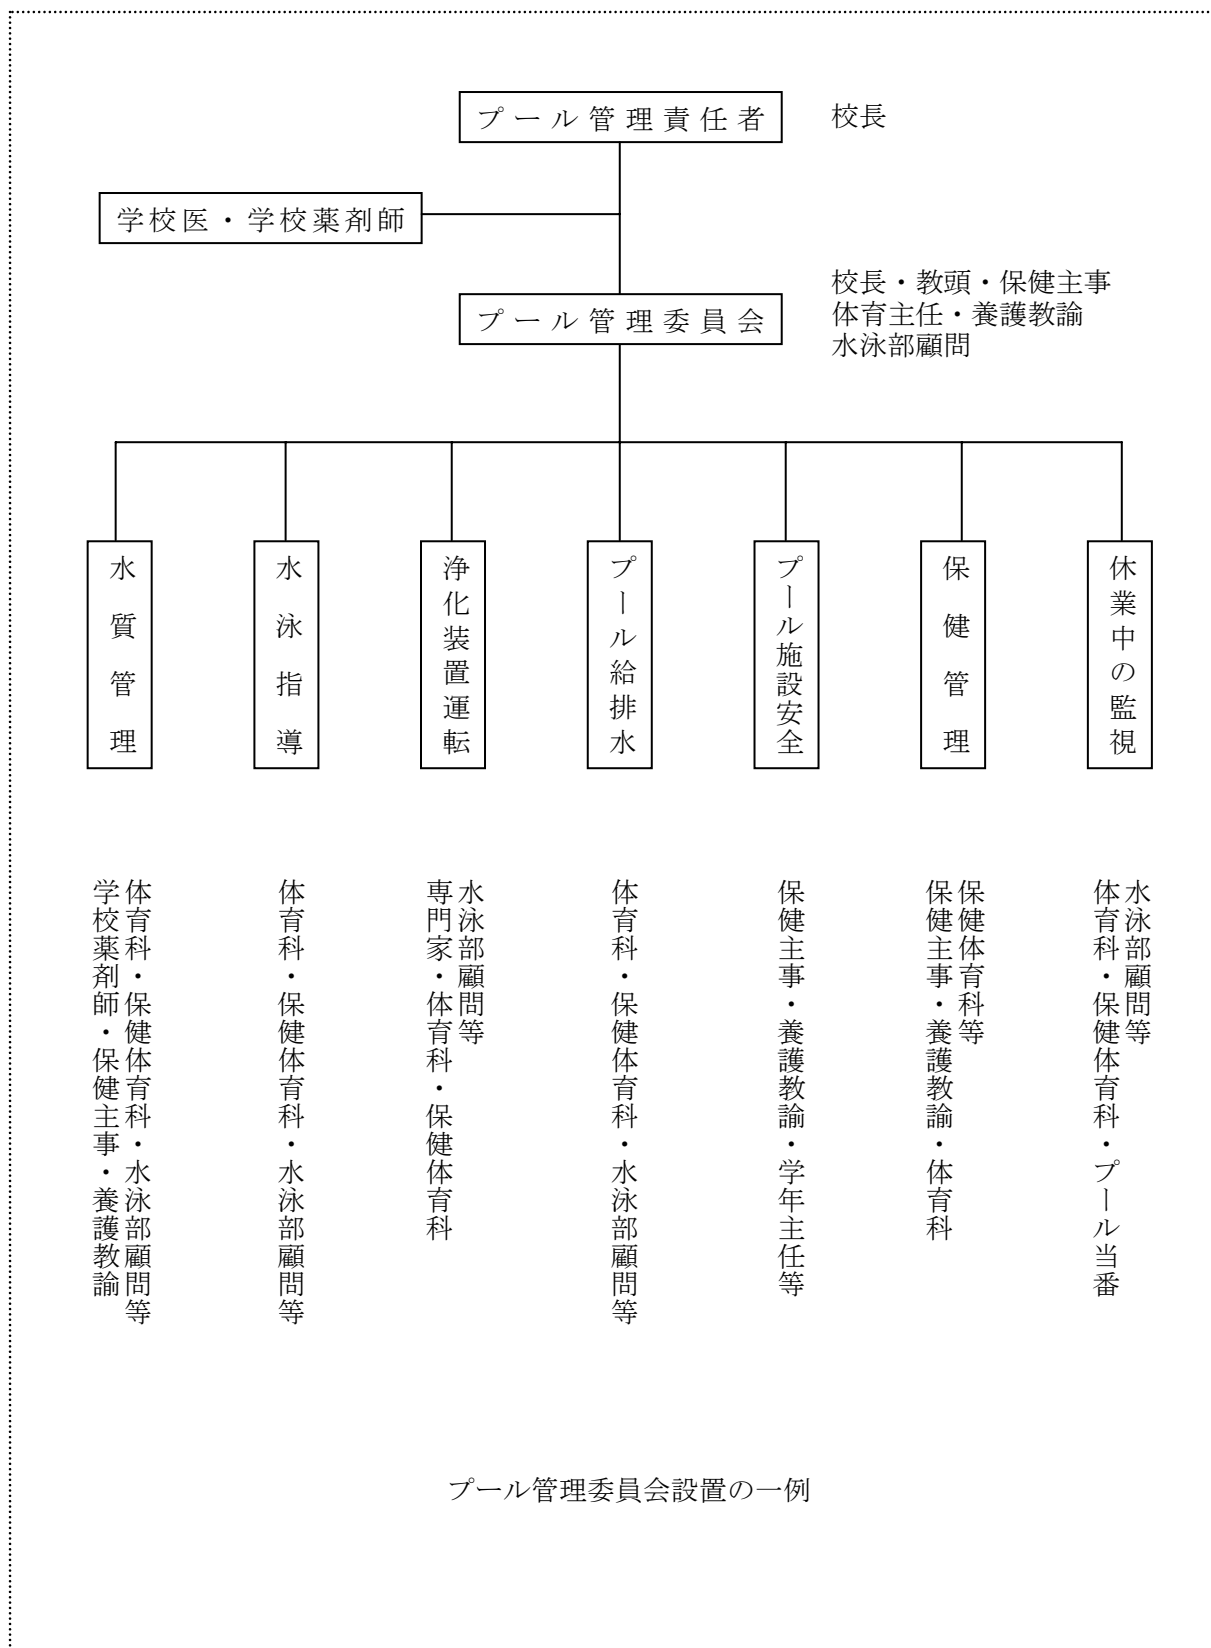 プール管理責任者
校長
学校医・学校薬剤師
校長・教頭・保健主事
体育主任・養護教諭
水泳部顧問
プール管理委員会
水質管理
水泳指導
浄化装置運転
プール給排水
プール施設安全
保健管理
休業中の監視
学校薬剤師・保健主事・養護教諭
体育科・保健体育科・水泳部顧問等
体育科・保健体育科・水泳部顧問等
専門家・体育科・保健体育科
水泳部顧問等
体育科・保健体育科・水泳部顧問等
保健主事・養護教諭・学年主任等
保健主事・養護教諭・体育科
保健体育科等
体育科・保健体育科・プール当番
水泳部顧問等
プール管理委員会設置の一例